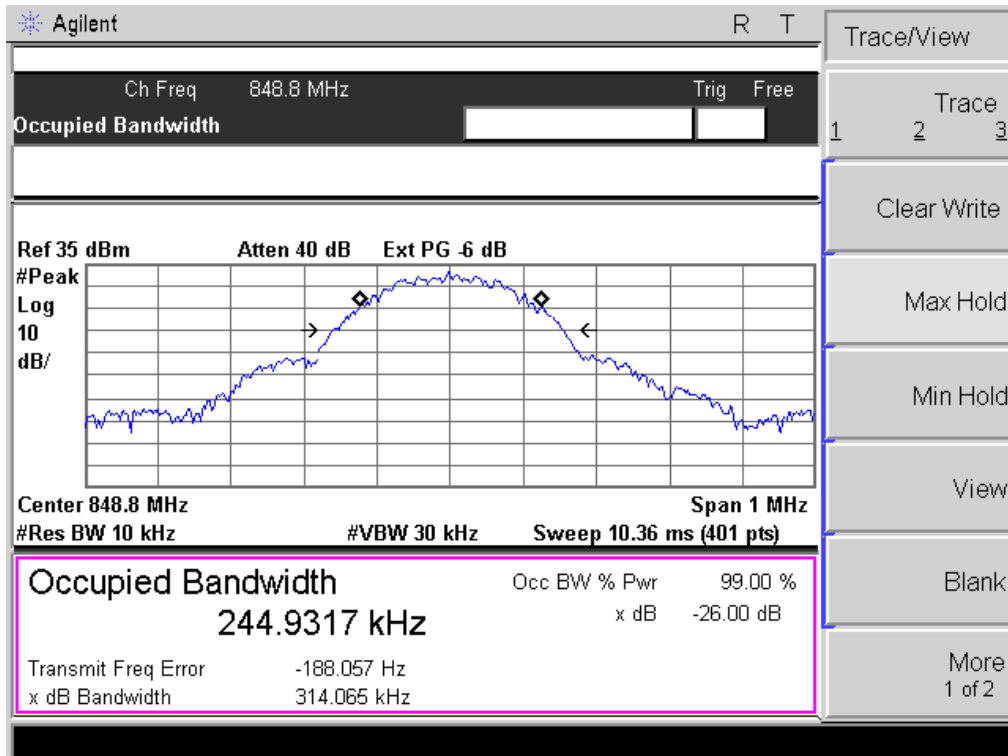 Agilent R T
Ch Freq 848.8 MHz Trig Free
Occupied Bandwidth
Ref 35 dBm Atten 40 dB Ext PG -6 dB
#Peak
Log
10
dB/
Center 848.8 MHz Span 1 MHz
#Res BW 10 kHz #VBW 30 kHz Sweep 10.36 ms (401 pts)
Occupied Bandwidth Occ BW % Pwr 99.00 %
244.9317 kHz x dB -26.00 dB
Transmit Freq Error -188.057 Hz
x dB Bandwidth 314.065 kHz
Trace/View
Trace
1 2 3
Clear Write
Max Hold
Min Hold
View
Blank
More
1 of 2